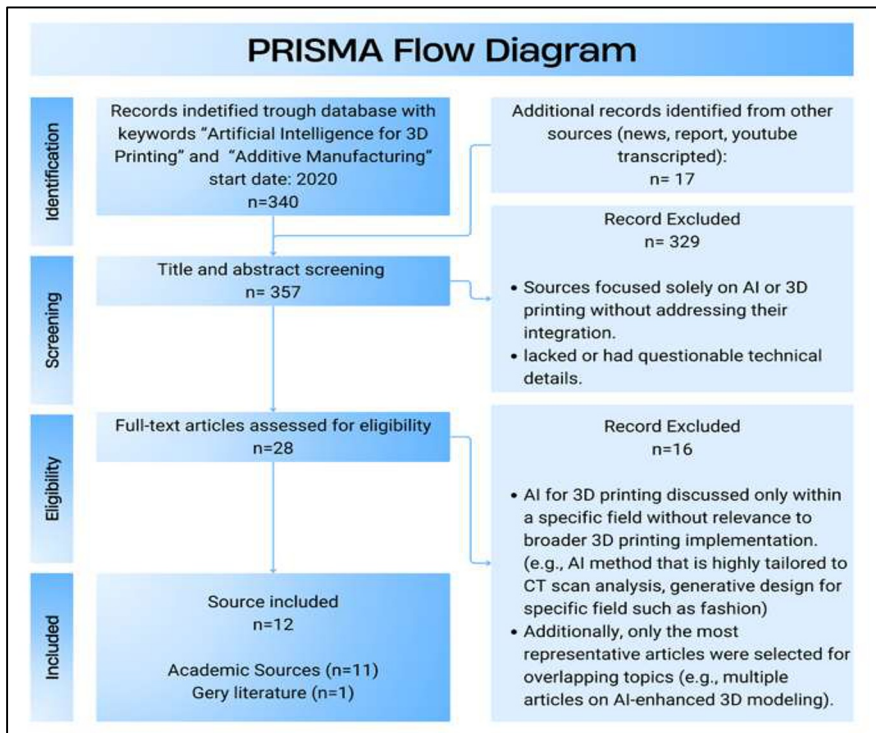 PRISMA Flow Diagram
Identification
Records indetified trough database with
keywords “Artificial Intelligence for 3D
Printing” and “Additive Manufacturing“
start date: 2020
n=340
Additional records identified from other
sources (news, report, youtube
transcripted):
n= 17
Screening
Title and abstract screening
n= 357
Record Excluded
n= 329
• Sources focused solely on AI or 3D
printing without addressing their
integration.
• lacked or had questionable technical
details.
Eligibility
Full-text articles assessed for eligibility
n=28
Record Excluded
n=16
• AI for 3D printing discussed only within
a specific field without relevance to
broader 3D printing implementation.
(e.g., AI method that is highly tailored to
CT scan analysis, generative design for
specific field such as fashion)
• Additionally, only the most
representative articles were selected for
overlapping topics (e.g., multiple
articles on AI-enhanced 3D modeling).
Included
Source included
n=12
Academic Sources (n=11)
Gery literature (n=1)